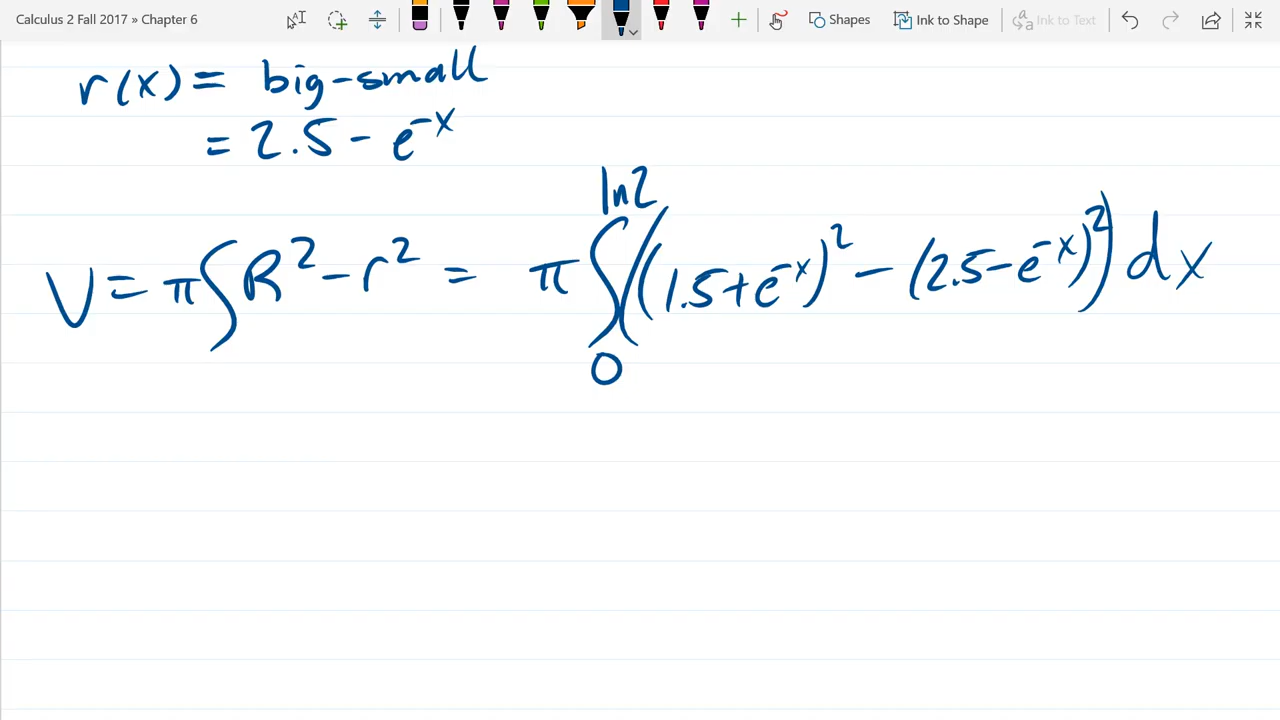 Calculus 2 Fall 2017 » Chapter 6 Shapes Ink to Shape Ink to Text
r(x) = big-small
= 2.5 - e^{-x}
V = π∫R² - r² = π∫_0^{ln2} ((1.5+e^{-x})² - (2.5-e^{-x})²) dx